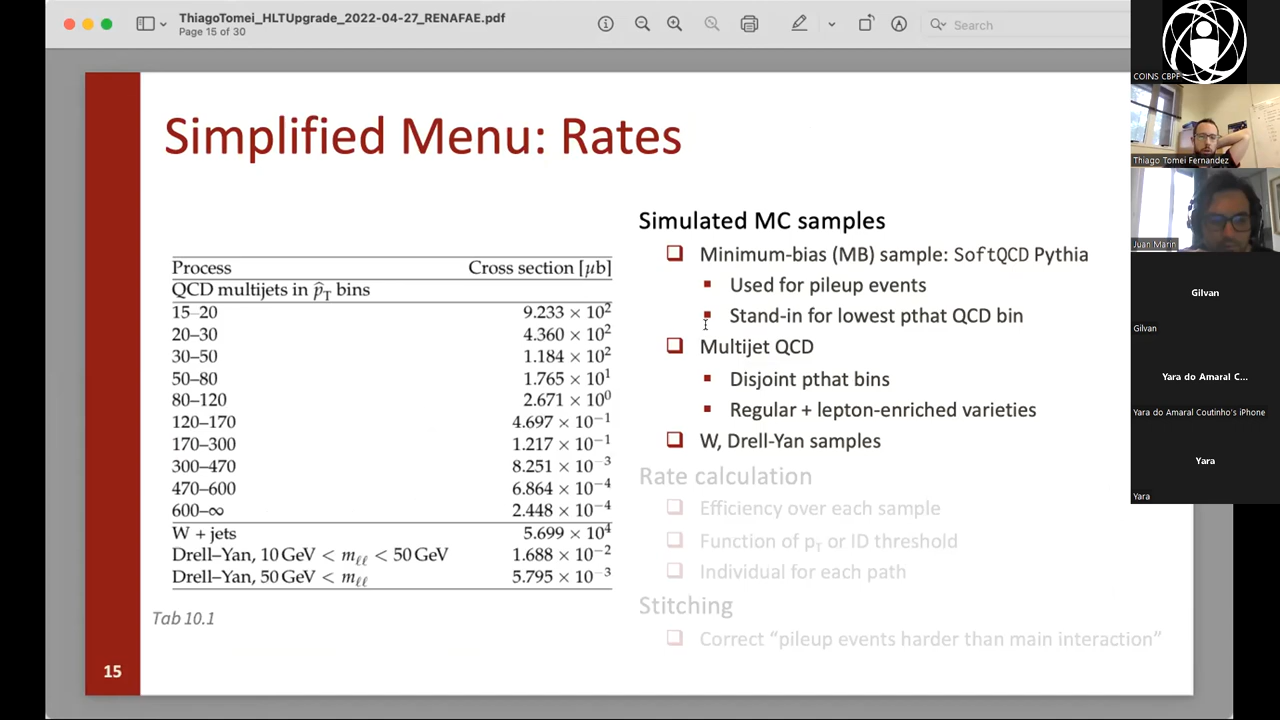 ThiagoTomei_HLTUpgrade_2022-04-27_RENAFAE.pdf
Page 15 of 30
Search
Simplified Menu: Rates
Process Cross section [μb]
QCD multijets in p̂T bins
15–20 9.233 × 10²
20–30 4.360 × 10²
30–50 1.184 × 10²
50–80 1.765 × 10¹
80–120 2.671 × 10⁰
120–170 4.697 × 10⁻¹
170–300 1.217 × 10⁻¹
300–470 8.251 × 10⁻³
470–600 6.864 × 10⁻⁴
600–∞ 2.448 × 10⁻⁴
W + jets 5.699 × 10⁴
Drell–Yan, 10 GeV < mℓℓ < 50 GeV 1.688 × 10⁻²
Drell–Yan, 50 GeV < mℓℓ 5.795 × 10⁻³
Tab 10.1
15
Simulated MC samples
Minimum-bias (MB) sample: SoftQCD Pythia
Used for pileup events
Stand-in for lowest pthat QCD bin
Multijet QCD
Disjoint pthat bins
Regular + lepton-enriched varieties
W, Drell-Yan samples
Rate calculation
Efficiency over each sample
Function of pT or ID threshold
Individual for each path
Stitching
Correct “pileup events harder than main interaction”
COINS CBPF
Thiago Tomei Fernandez
Juan Marin
Gilvan
Gilvan
Yara do Amaral C...
Yara do Amaral Coutinho's iPhone
Yara
Yara